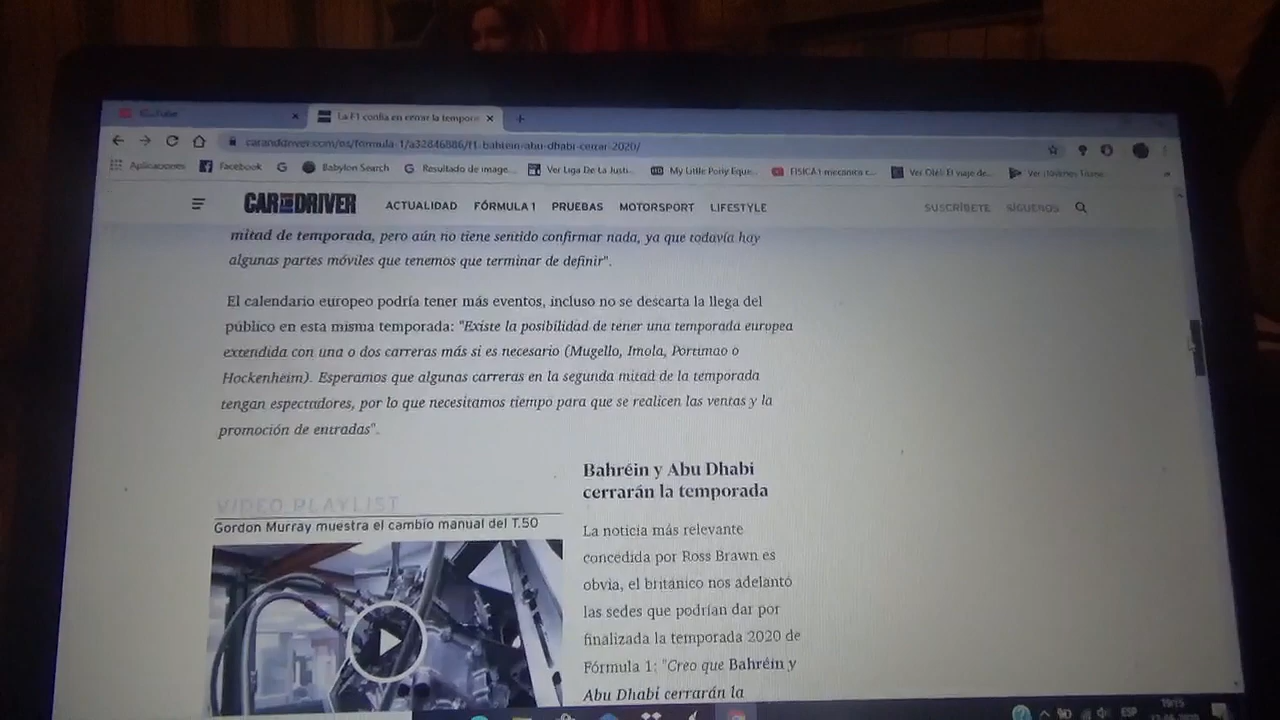 YouTube
La F1 confía en cerrar la tempora
caranddriver.com/es/formula-1/a32846886/f1-bahrein-abu-dhabi-cerrar-2020/
Aplicaciones Facebook Babylon Search Resultado de image... Ver Liga De La Justi... My Little Pony Eque... FISICA1 mecanica c... Ver Olé!: El viaje de...
CAR AND DRIVER ACTUALIDAD FÓRMULA 1 PRUEBAS MOTORSPORT LIFESTYLE SUSCRÍBETE SÍGUENOS
mitad de temporada, pero aún no tiene sentido confirmar nada, ya que todavía hay
algunas partes móviles que tenemos que terminar de definir".
El calendario europeo podría tener más eventos, incluso no se descarta la llega del
público en esta misma temporada: "Existe la posibilidad de tener una temporada europea
extendida con una o dos carreras más si es necesario (Mugello, Imola, Portimao o
Hockenheim). Esperamos que algunas carreras en la segunda mitad de la temporada
tengan espectadores, por lo que necesitamos tiempo para que se realicen las ventas y la
promoción de entradas".
VIDEO PLAYLIST
Gordon Murray muestra el cambio manual del T.50
Bahréin y Abu Dhabi
cerrarán la temporada
La noticia más relevante
concedida por Ross Brawn es
obvia, el británico nos adelantó
las sedes que podrían dar por
finalizada la temporada 2020 de
Fórmula 1: "Creo que Bahréin y
Abu Dhabi cerrarán la
ESP
19:15